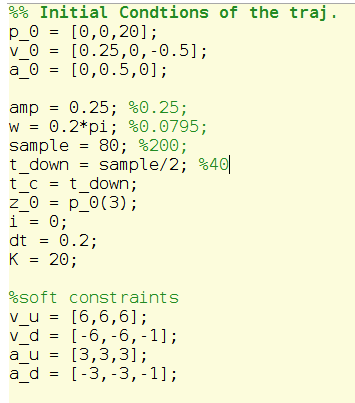 %% Initial Condtions of the traj.
p_0 = [0,0,20];
v_0 = [0.25,0,-0.5];
a_0 = [0,0.5,0];
amp = 0.25; %0.25;
w = 0.2*pi; %0.0795;
sample = 80; %200;
t_down = sample/2; %40
t_c = t_down;
z_0 = p_0(3);
i = 0;
dt = 0.2;
K = 20;
%soft constraints
v_u = [6,6,6];
v_d = [-6,-6,-1];
a_u = [3,3,3];
a_d = [-3,-3,-1];